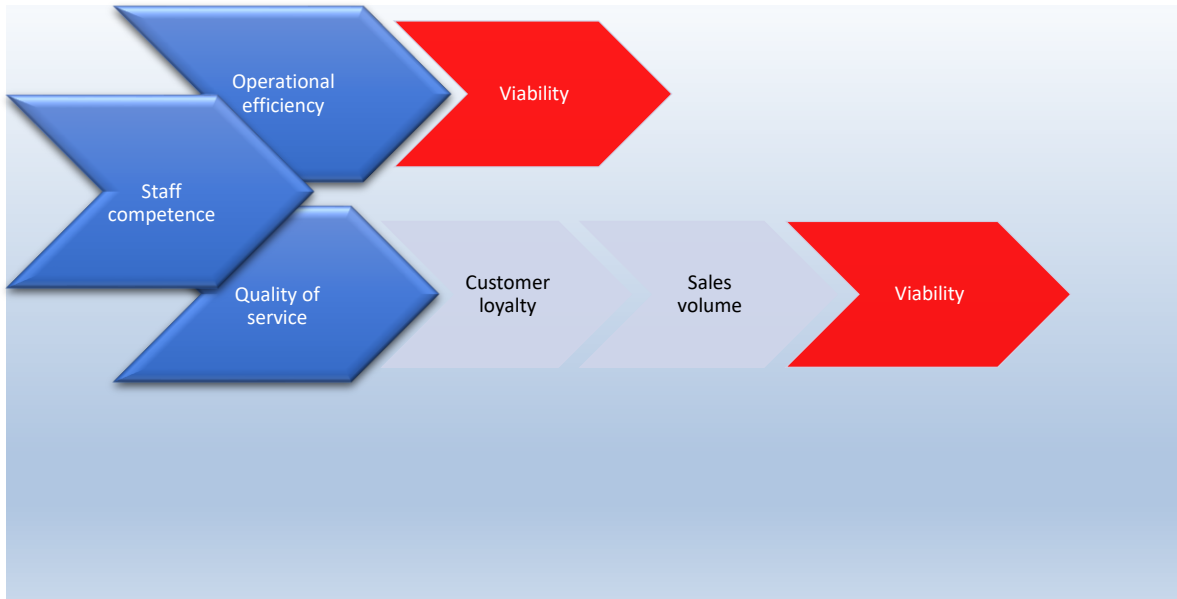 Operational
efficiency
Viability
Staff
competence
Quality of
service
Customer
loyalty
Sales
volume
Viability